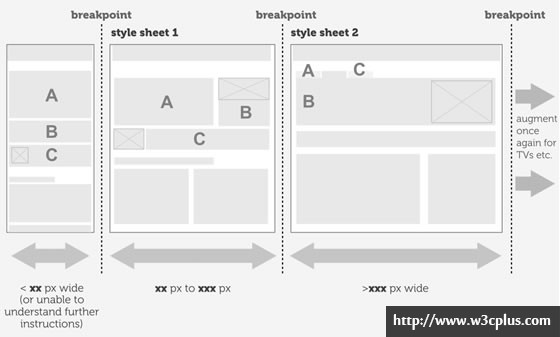 breakpoint
breakpoint
breakpoint
style sheet 1
style sheet 2
A
B
C
A
B
C
A
C
B
augment
once
again for
TVs etc.
< xx px wide
(or unable to
understand further
instructions)
xx px to xxx px
>xxx px wide
http://www.w3cplus.com